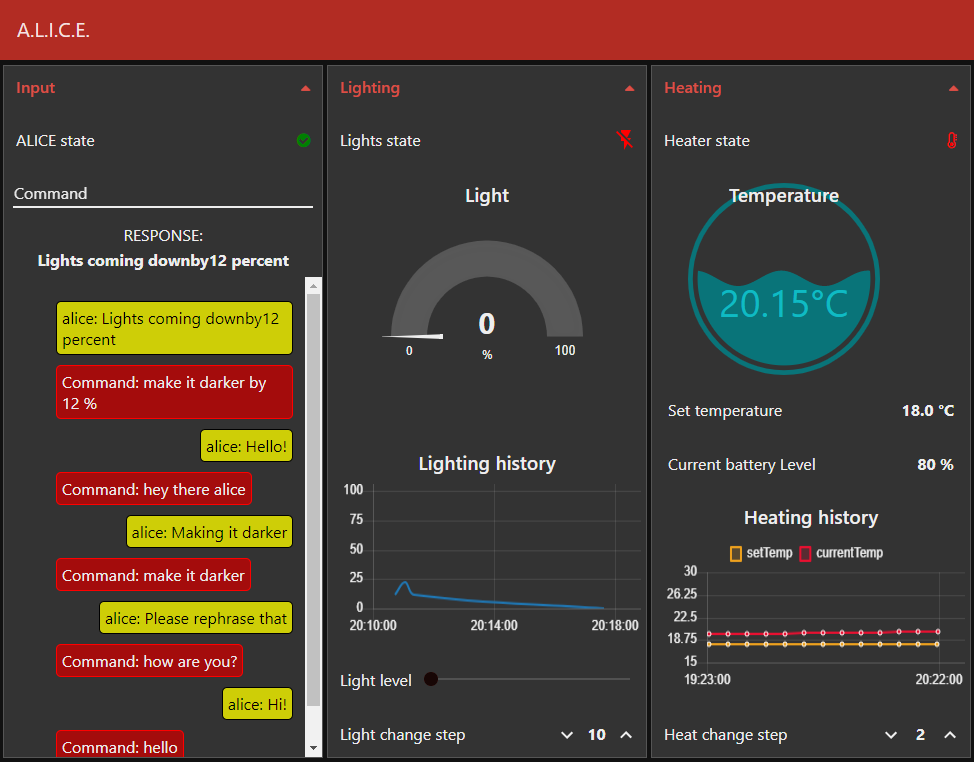 A.L.I.C.E.
Input
ALICE state
Command
RESPONSE:
Lights coming downby12 percent
alice: Lights coming downby12
percent
Command: make it darker by
12 %
alice: Hello!
Command: hey there alice
alice: Making it darker
Command: make it darker
alice: Please rephrase that
Command: how are you?
alice: Hi!
Command: hello
Lighting
Lights state
Light
0
0
%
100
Lighting history
100
75
50
25
0
20:10:00
20:14:00
20:18:00
Light level
Light change step
10
Heating
Heater state
Temperature
20.15°C
Set temperature
18.0 °C
Current battery Level
80 %
Heating history
setTemp
currentTemp
30
26.25
22.5
18.75
15
19:23:00
20:22:00
Heat change step
2